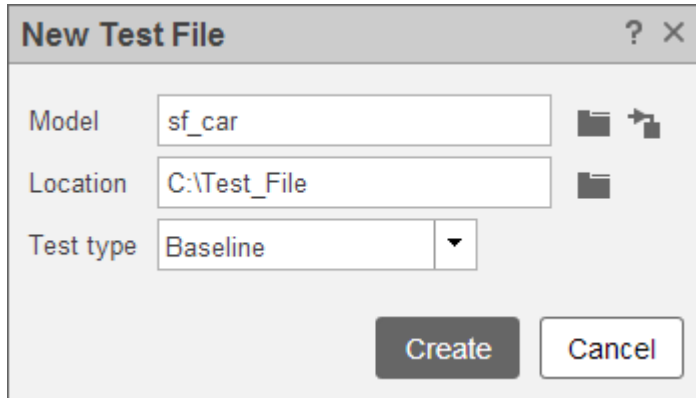 New Test File ? ×
Model sf_car
Location C:\Test_File
Test type Baseline
Create Cancel